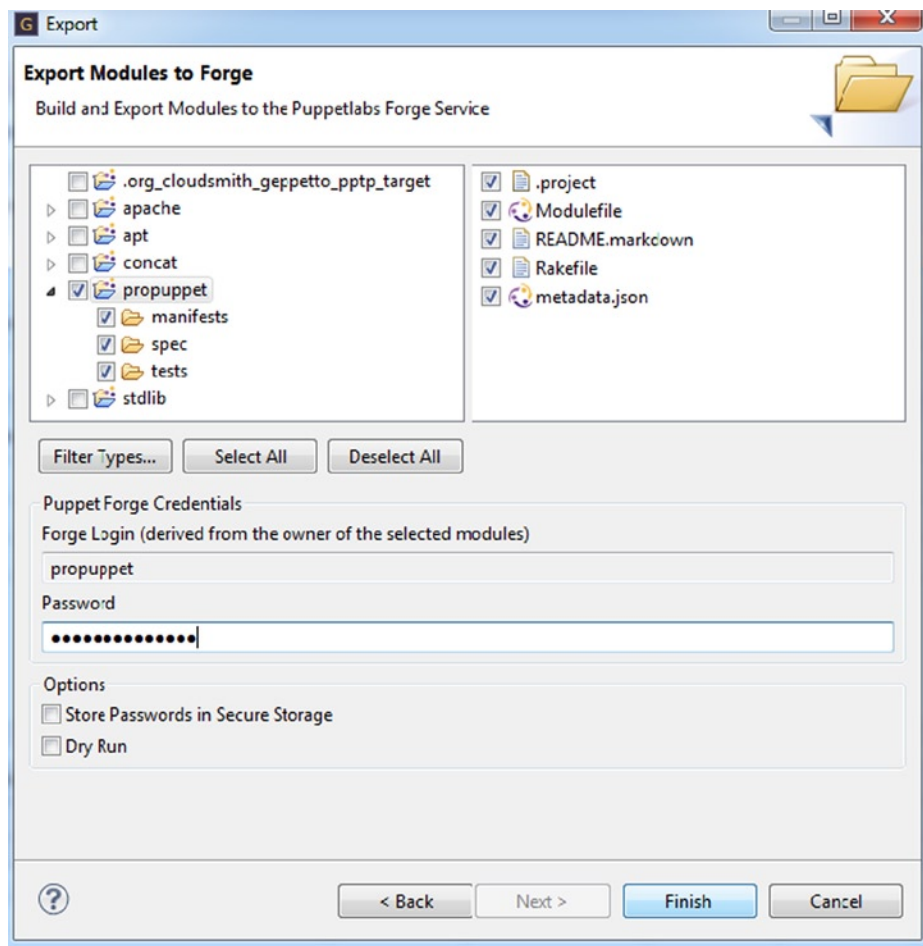 G Export
Export Modules to Forge
Build and Export Modules to the Puppetlabs Forge Service
.org_cloudsmith_geppetto_pptp_target
apache
apt
concat
propuppet
manifests
spec
tests
stdlib
.project
Modulefile
README.markdown
Rakefile
metadata.json
Filter Types...
Select All
Deselect All
Puppet Forge Credentials
Forge Login (derived from the owner of the selected modules)
propuppet
Password
••••••••••••••
Options
Store Passwords in Secure Storage
Dry Run
?
< Back
Next >
Finish
Cancel